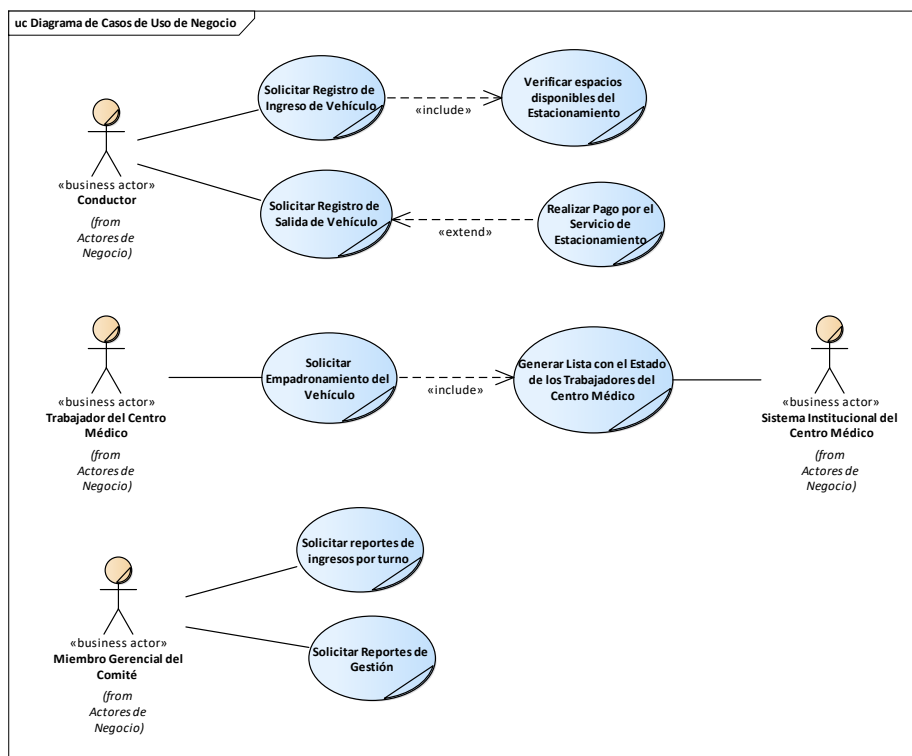 uc Diagrama de Casos de Uso de Negocio
Solicitar Registro de
Ingreso de Vehículo
«include»
Verificar espacios
disponibles del
Estacionamiento
«business actor»
Conductor
(from
Actores de
Negocio)
Solicitar Registro de
Salida de Vehículo
«extend»
Realizar Pago por el
Servicio de
Estacionamiento
«business actor»
Trabajador del Centro
Médico
(from
Actores de
Negocio)
Solicitar
Empadronamiento del
Vehículo
«include»
Generar Lista con el Estado
de los Trabajadores del
Centro Médico
«business actor»
Sistema Institucional del
Centro Médico
(from
Actores de
Negocio)
Solicitar reportes de
ingresos por turno
«business actor»
Miembro Gerencial del
Comité
(from
Actores de
Negocio)
Solicitar Reportes de
Gestión